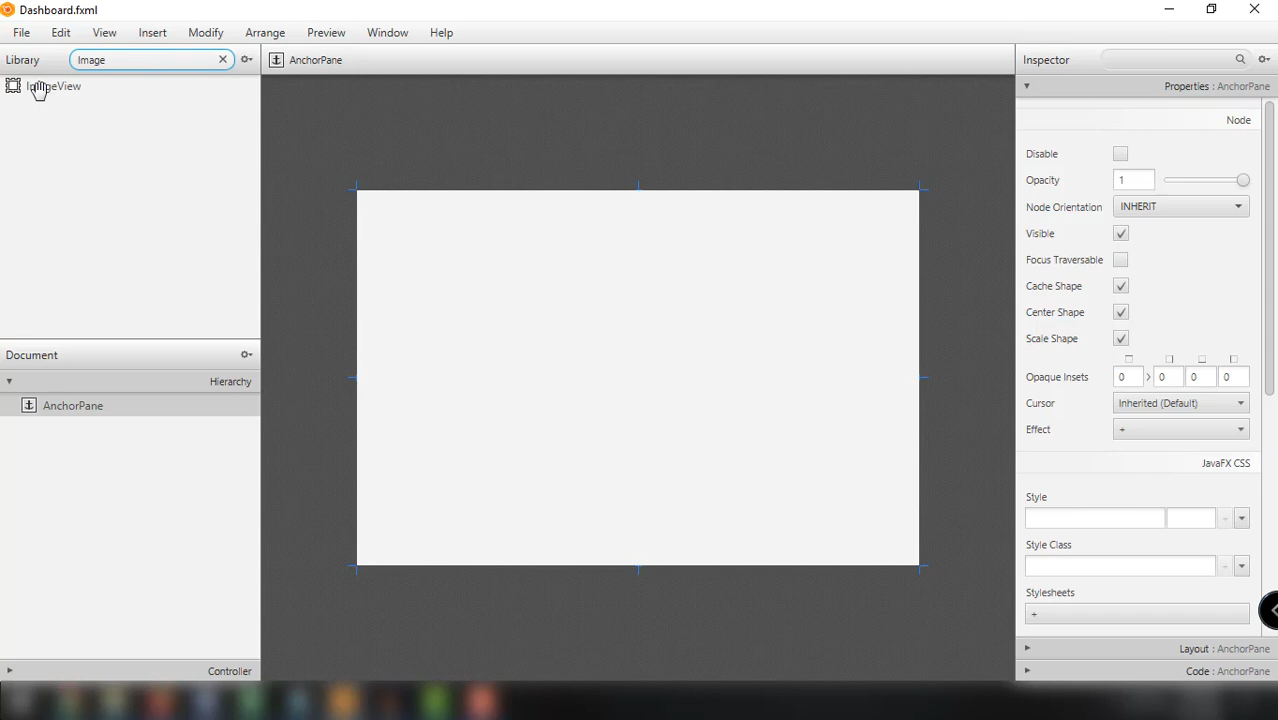 Dashboard.fxml
File Edit View Insert Modify Arrange Preview Window Help
Library Image
AnchorPane
Inspector
ImageView
Properties : AnchorPane
Node
Disable
Opacity 1
Node Orientation INHERIT
Visible
Focus Traversable
Cache Shape
Center Shape
Scale Shape
Opaque Insets 0 0 0 0
Cursor Inherited (Default)
Effect +
JavaFX CSS
Style
Style Class
Stylesheets
+
Layout : AnchorPane
Code : AnchorPane
Document
Hierarchy
AnchorPane
Controller